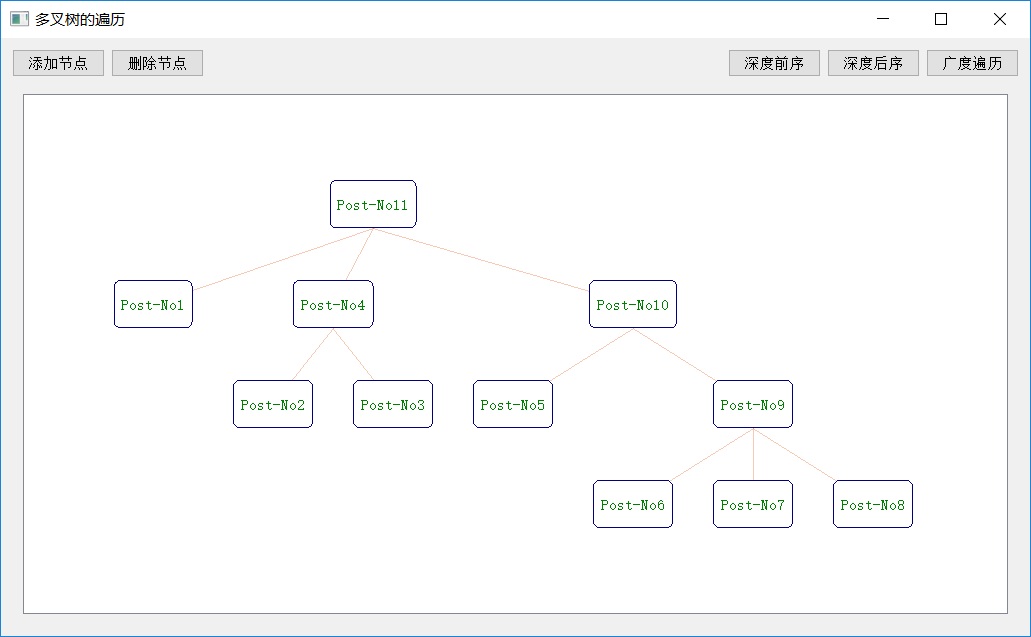 多叉树的遍历
添加节点 删除节点 深度前序 深度后序 广度遍历
Post-No11
Post-No1 Post-No4 Post-No10
Post-No2 Post-No3 Post-No5 Post-No9
Post-No6 Post-No7 Post-No8